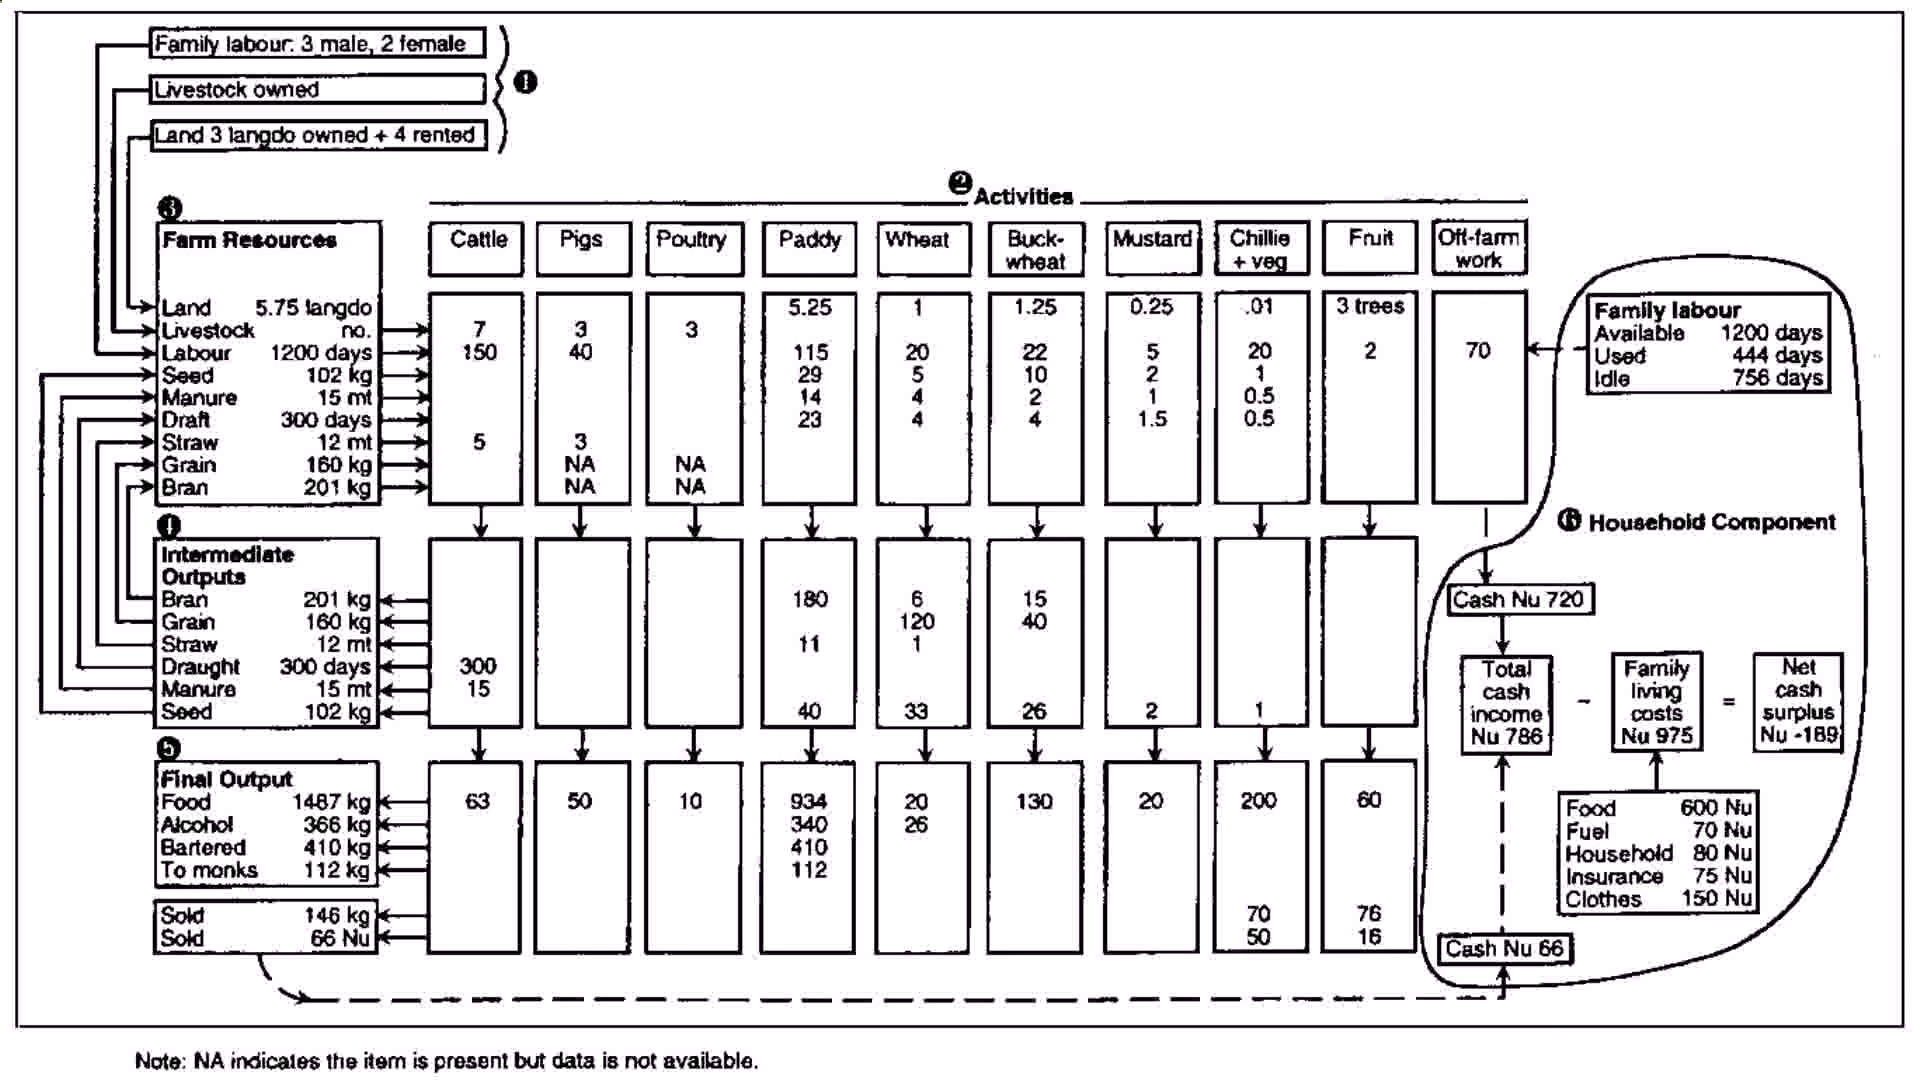 Family labour: 3 male, 2 female
Livestock owned
Land 3 langdo owned + 4 rented
❶
❷ Activities
❸
Farm Resources Cattle Pigs Poultry Paddy Wheat Buck-wheat Mustard Chillie + veg Fruit Off-farm work
Land 5.75 langdo 5.25 1 1.25 0.25 .01 3 trees
Livestock no. 7 3 3
Labour 1200 days 150 40 115 20 22 5 20 2 70
Seed 102 kg 29 5 10 2 1
Manure 15 mt 14 4 2 1 0.5
Draft 300 days 23 4 4 1.5 0.5
Straw 12 mt 5 3
Grain 160 kg NA NA
Bran 201 kg NA NA
Family labour
Available 1200 days
Used 444 days
Idle 756 days
❹
Intermediate
Outputs
Bran 201 kg 180 6 15
Grain 160 kg 120 40
Straw 12 mt 11 1
Draught 300 days 300
Manure 15 mt 15
Seed 102 kg 40 33 26 2 1
❺
Final Output
Food 1487 kg 63 50 10 934 20 130 20 200 60
Alcohol 366 kg 340 26
Bartered 410 kg 410
To monks 112 kg 112
Sold 146 kg 70 76
Sold 66 Nu 50 16
❻ Household Component
Cash Nu 720
Total
cash
income
Nu 786
-
Family
living
costs
Nu 975
=
Net
cash
surplus
Nu -189
Food 600 Nu
Fuel 70 Nu
Household 80 Nu
Insurance 75 Nu
Clothes 150 Nu
Cash Nu 66
Note: NA indicates the item is present but data is not available.